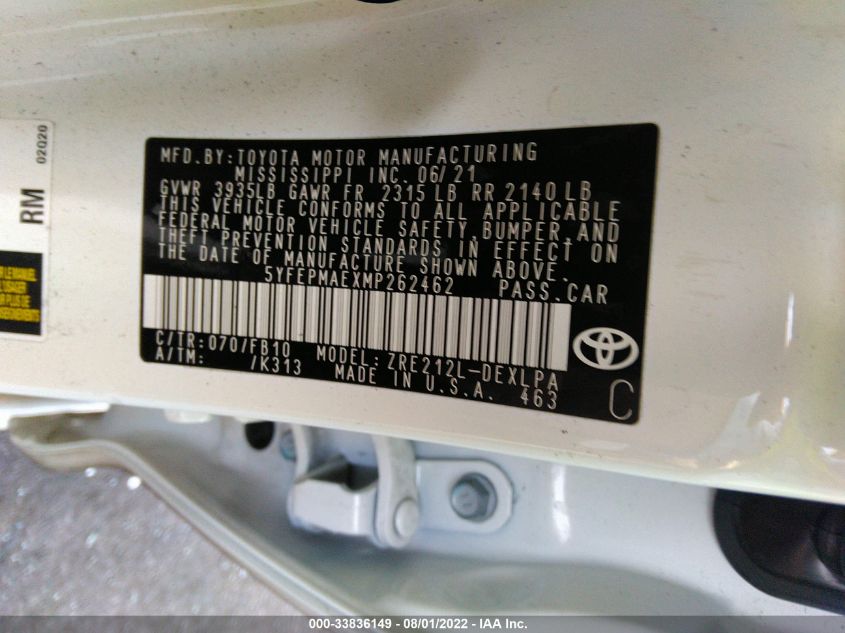 02Q20
RM
MFD.BY:TOYOTA MOTOR MANUFACTURING
MISSISSIPPI INC. 06/21
GVWR 3935LB GAWR FR 2315 LB RR 2140 LB
THIS VEHICLE CONFORMS TO ALL APPLICABLE
FEDERAL MOTOR VEHICLE SAFETY,BUMPER,AND
THEFT PREVENTION STANDARDS IN EFFECT ON
THE DATE OF MANUFACTURE SHOWN ABOVE.
5YFEPMAEXMP262462 PASS.CAR
C/TR:070/FB10 MODEL:ZRE212L-DEXLPA
A/TM: /K313 MADE IN U.S.A. 463
C
000-33836149 - 08/01/2022 - IAA Inc.